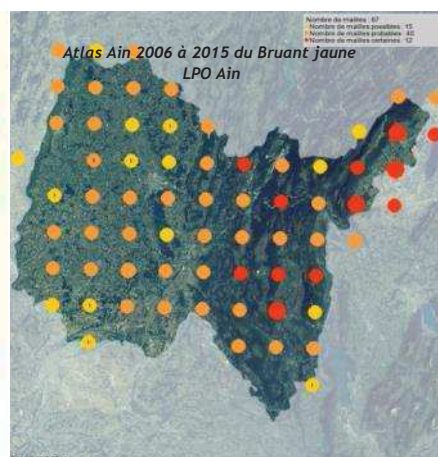 Nombre de mailles : 67
Nombre de mailles possibles : 15
Nombre de mailles probables : 40
Nombre de mailles certaines : 12
Atlas Ain 2006 à 2015 du Bruant jaune
LPO Ain